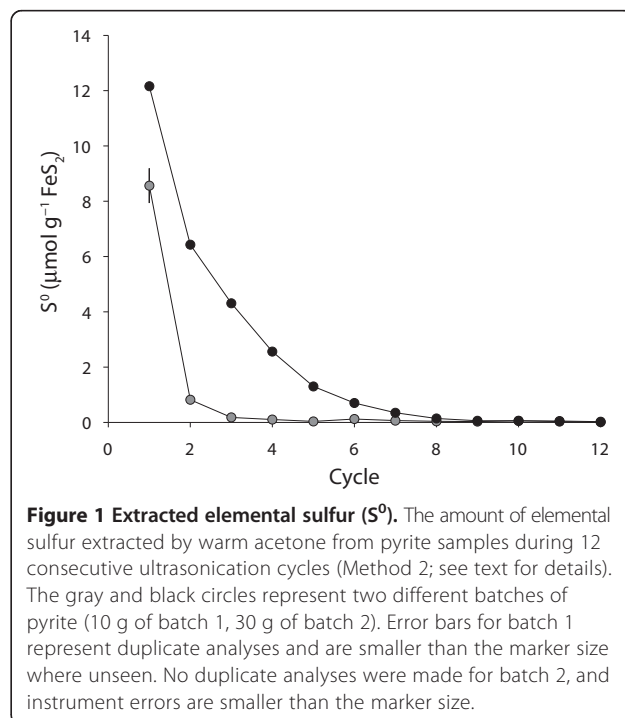 14
12
10
8
6
4
2
0
S⁰ (μmol g⁻¹ FeS₂)
0 2 4 6 8 10 12
Cycle
Figure 1 Extracted elemental sulfur (S⁰). The amount of elemental
sulfur extracted by warm acetone from pyrite samples during 12
consecutive ultrasonication cycles (Method 2; see text for details).
The gray and black circles represent two different batches of
pyrite (10 g of batch 1, 30 g of batch 2). Error bars for batch 1
represent duplicate analyses and are smaller than the marker size
where unseen. No duplicate analyses were made for batch 2, and
instrument errors are smaller than the marker size.